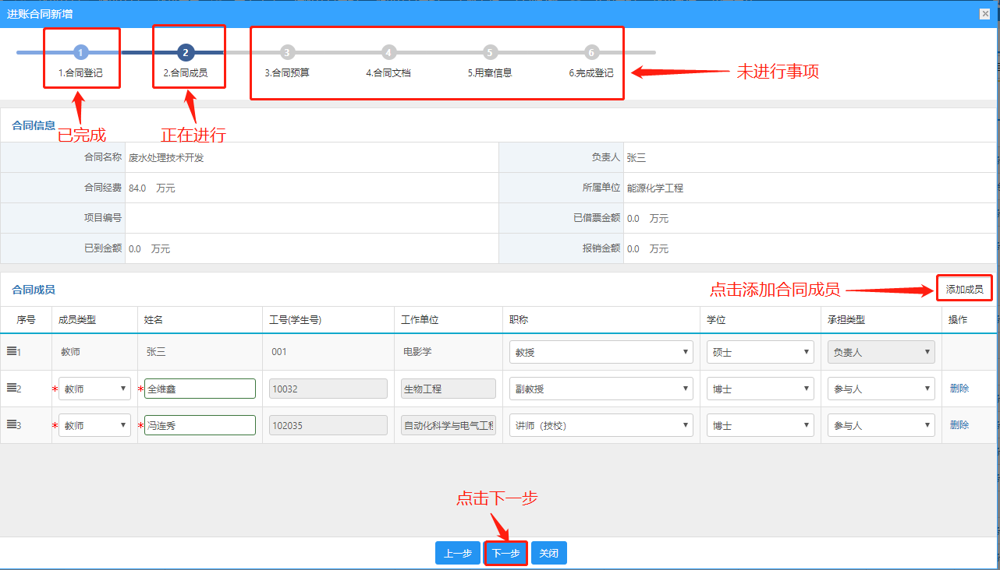 进账合同新增
1 2 3 4 5 6
1.合同登记 2.合同成员 3.合同预算 4.合同文档 5.用章信息 6.完成登记
未进行事项
合同信息
已完成 正在进行
合同名称 废水处理技术开发 负责人 张三
合同经费 84.0 万元 所属单位 能源化学工程
项目编号 已借票金额 0.0 万元
已到金额 0.0 万元 报销金额 0.0 万元
合同成员 点击添加合同成员 添加成员
序号 成员类型 姓名 工号(学生号) 工作单位 职称 学位 承担类型 操作
1 教师 张三 001 电影学 教授 硕士 负责人
2 * 教师 * 全维鑫 10032 生物工程 副教授 博士 参与人 删除
3 * 教师 * 冯连秀 102035 自动化科学与电气工程 讲师（技校） 博士 参与人 删除
点击下一步
上一步 下一步 关闭